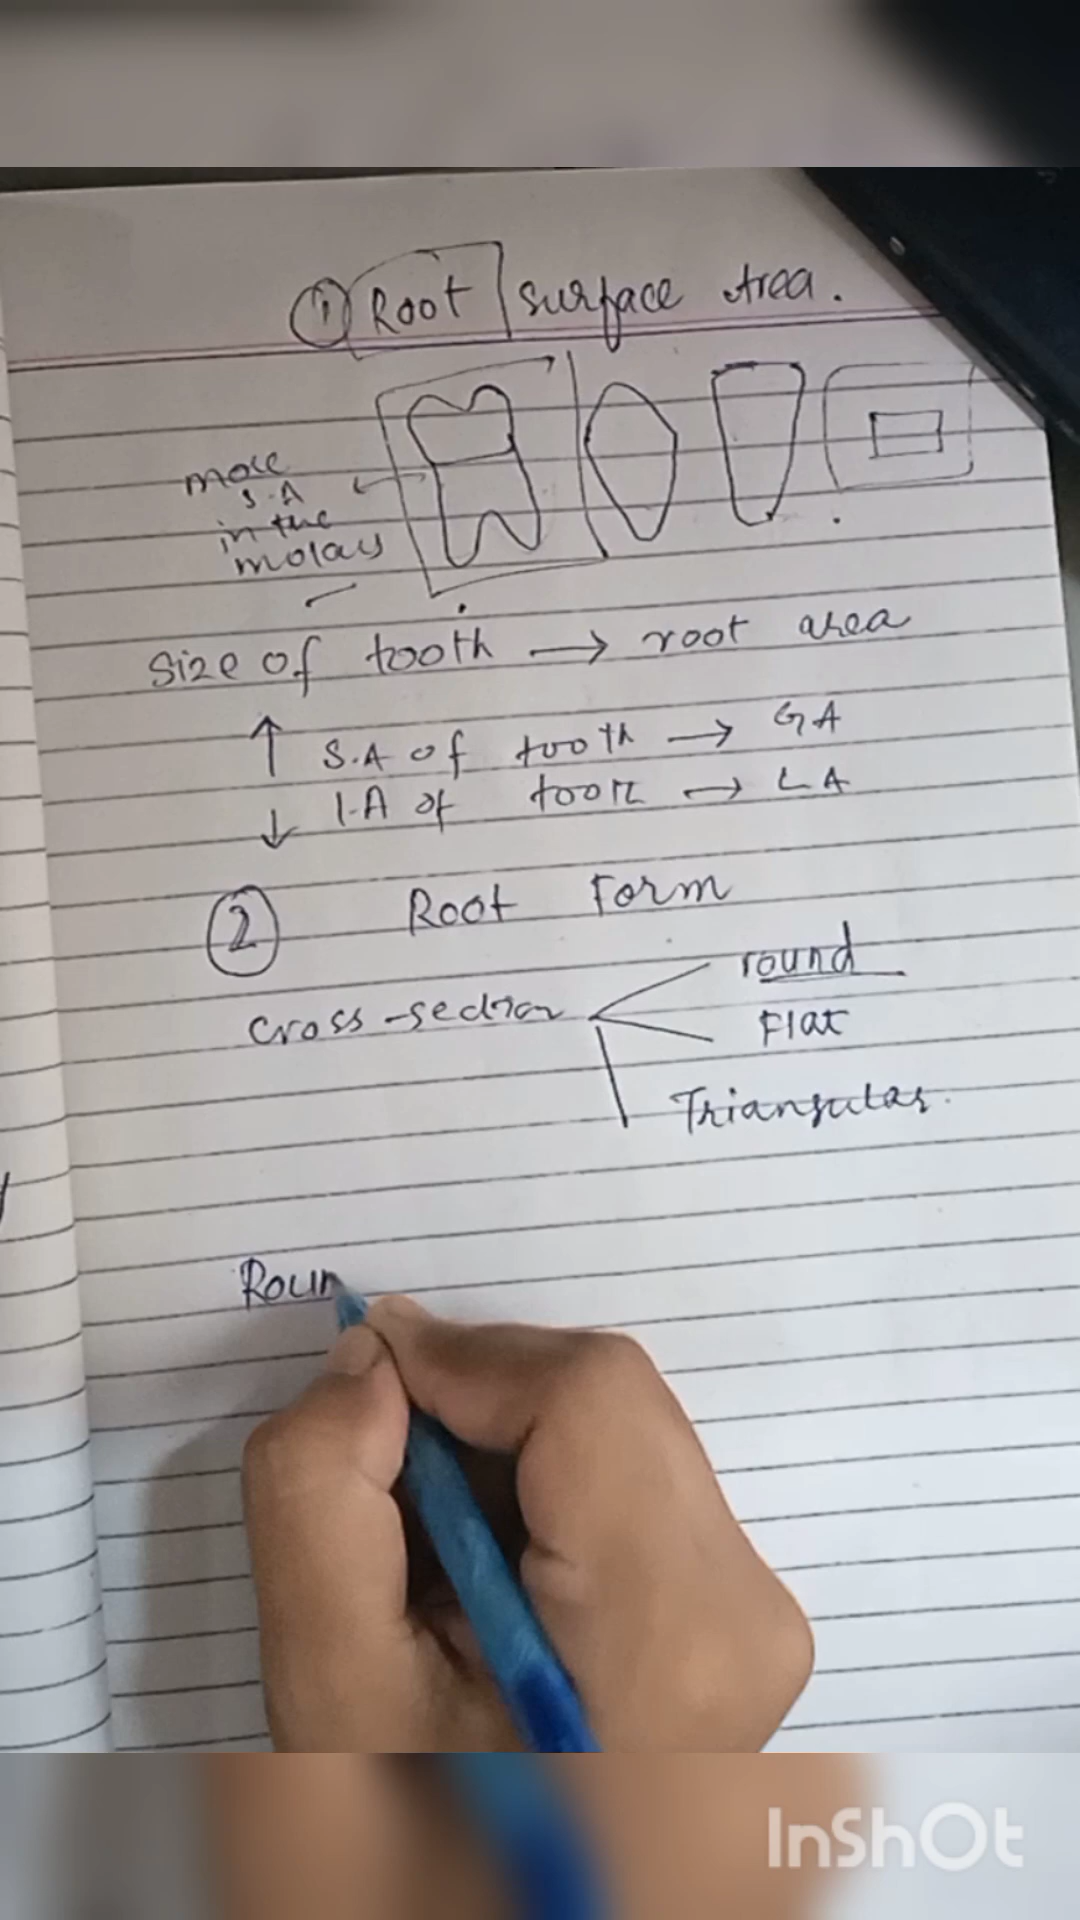 ① Root surface Area.
more
S.A
in the
molars
Size of tooth → root area
↑ S.A of tooth → GA
↓ S.A of tooth → LA
② Root Form
Cross-section
round
Flat
Triangular.
Roun
InShOt